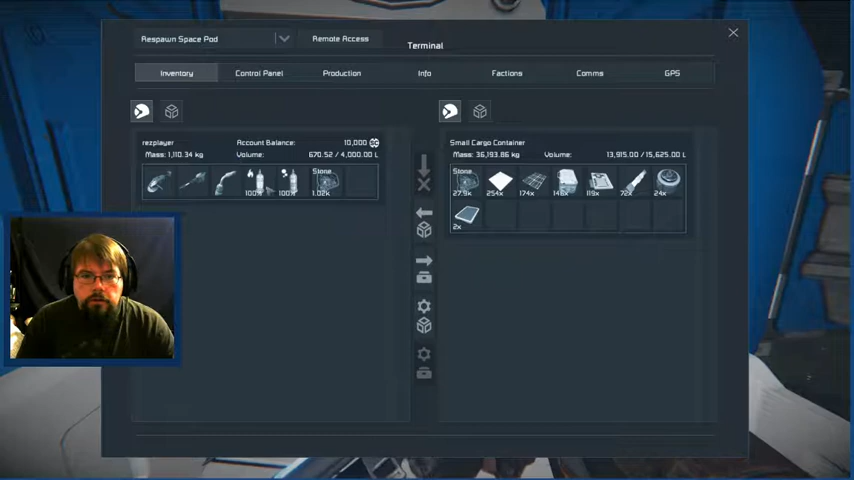 Respawn Space Pod
Remote Access
Terminal
Inventory
Control Panel
Production
Info
Factions
Comms
GPS
rezplayer
Account Balance: 10,000 SC
Mass: 1,110.34 kg
Volume: 670.52 / 4,000.00 L
100%
100%
Stone
1.02K
Small Cargo Container
Mass: 36,193.86 kg
Volume: 13,915.00 / 15,625.00 L
Stone
27.9K
254x
174x
119x
72x
24x
2x